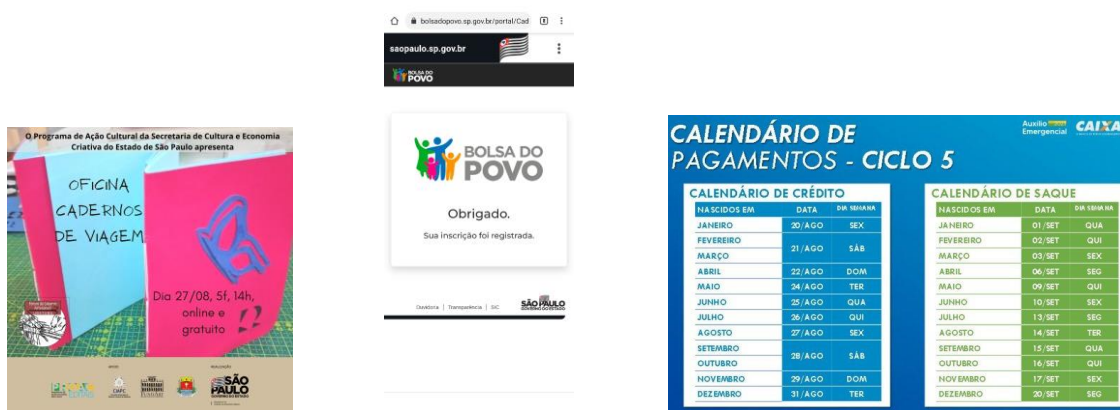 O Programa de Ação Cultural da Secretaria de Cultura e Economia
Criativa do Estado de São Paulo apresenta
OFICINA
CADERNOS
DE VIAGEM
Dia 27/08, 5f, 14h,
online e
gratuito
SÃO
PAULO
bolsadopovo.sp.gov.br/portal/Cad
saopaulo.sp.gov.br
BOLSA DO
POVO
BOLSA DO
POVO
Obrigado.
Sua inscrição foi registrada.
Ouvidoria | Transparência | SIC
SÃO PAULO
GOVERNO DO ESTADO
CALENDÁRIO DE
PAGAMENTOS - CICLO 5
Auxílio
Emergencial
CAIXA
CALENDÁRIO DE CRÉDITO
NASCIDOS EM DATA DIA SEMANA
JANEIRO 20/AGO SEX
FEVEREIRO
21/AGO SÁB
MARÇO
ABRIL 22/AGO DOM
MAIO 24/AGO TER
JUNHO 25/AGO QUA
JULHO 26/AGO QUI
AGOSTO 27/AGO SEX
SETEMBRO
28/AGO SÁB
OUTUBRO
NOVEMBRO 29/AGO DOM
DEZEMBRO 31/AGO TER
CALENDÁRIO DE SAQUE
NASCIDOS EM DATA DIA SEMANA
JANEIRO 01/SET QUA
FEVEREIRO 02/SET QUI
MARÇO 03/SET SEX
ABRIL 06/SET SEG
MAIO 09/SET QUI
JUNHO 10/SET SEX
JULHO 13/SET SEG
AGOSTO 14/SET TER
SETEMBRO 15/SET QUA
OUTUBRO 16/SET QUI
NOVEMBRO 17/SET SEX
DEZEMBRO 20/SET SEG